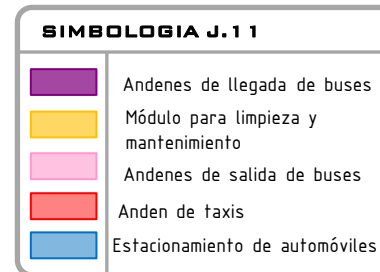 SIMBOLOGIA J.11
Andenes de llegada de buses
Módulo para limpieza y
mantenimiento
Andenes de salida de buses
Anden de taxis
Estacionamiento de automóviles